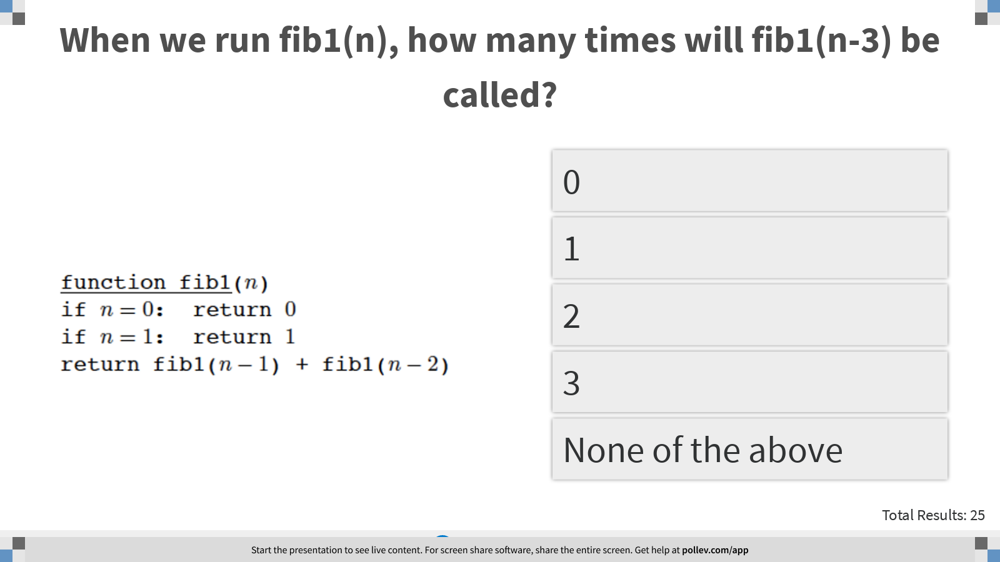 When we run fib1(n), how many times will fib1(n-3) be
called?
function fib1(n)
if n = 0: return 0
if n = 1: return 1
return fib1(n − 1) + fib1(n − 2)
0
1
2
3
None of the above
Total Results: 25
Start the presentation to see live content. For screen share software, share the entire screen. Get help at pollev.com/app